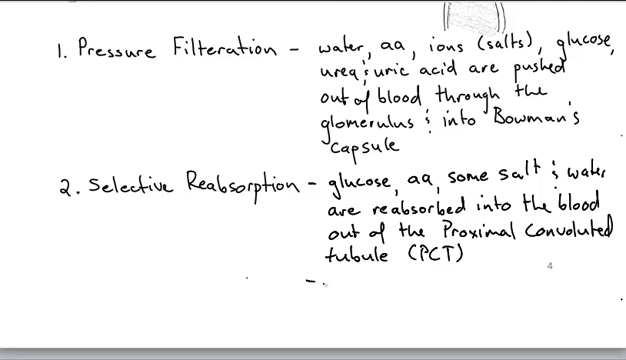 1. Pressure Filteration - water, aa, ions (salts), glucose,
urea & uric acid are pushed
out of blood through the
glomerulus & into Bowman's
capsule
2. Selective Reabsorption - glucose, aa, some salt & water
are reabsorbed into the blood
out of the Proximal Convoluted
tubule (PCT)
4
-